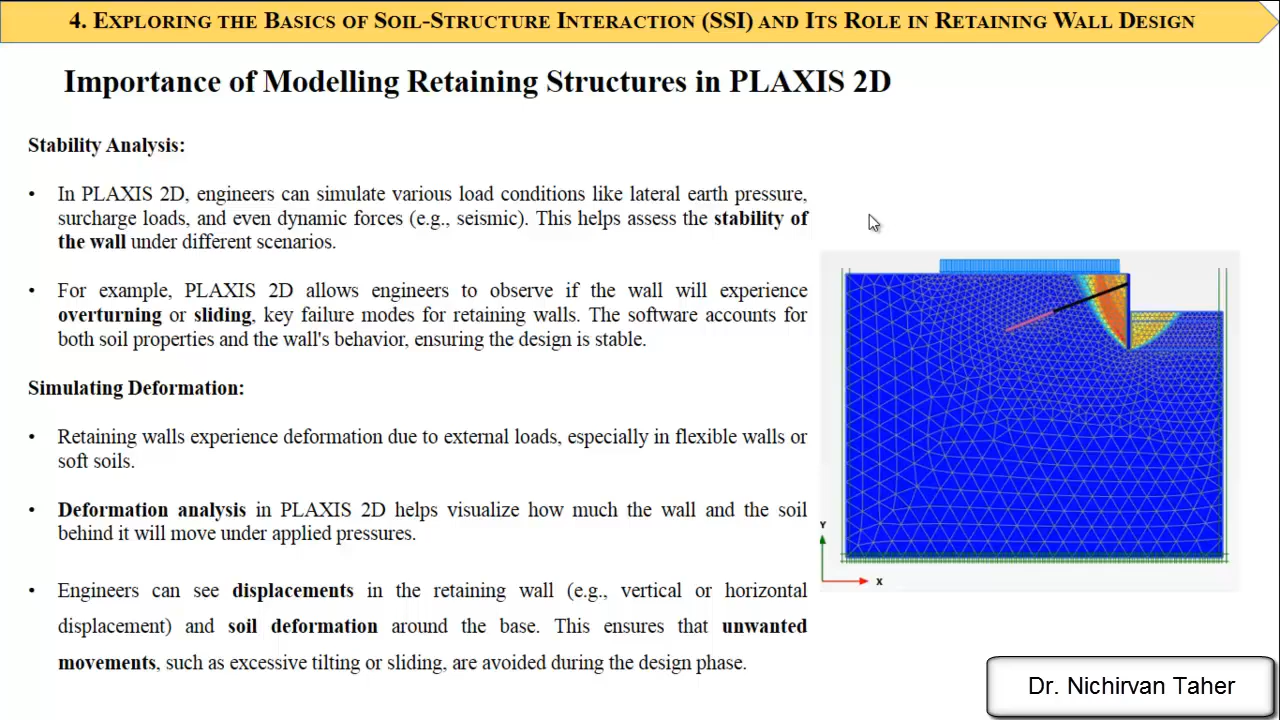 4. Exploring the Basics of Soil-Structure Interaction (SSI) and Its Role in Retaining Wall Design
Importance of Modelling Retaining Structures in PLAXIS 2D
Stability Analysis:
• In PLAXIS 2D, engineers can simulate various load conditions like lateral earth pressure,
surcharge loads, and even dynamic forces (e.g., seismic). This helps assess the stability of
the wall under different scenarios.
• For example, PLAXIS 2D allows engineers to observe if the wall will experience
overturning or sliding, key failure modes for retaining walls. The software accounts for
both soil properties and the wall's behavior, ensuring the design is stable.
Simulating Deformation:
• Retaining walls experience deformation due to external loads, especially in flexible walls or
soft soils.
• Deformation analysis in PLAXIS 2D helps visualize how much the wall and the soil
behind it will move under applied pressures.
• Engineers can see displacements in the retaining wall (e.g., vertical or horizontal
displacement) and soil deformation around the base. This ensures that unwanted
movements, such as excessive tilting or sliding, are avoided during the design phase.
Y
X
Dr. Nichirvan Taher